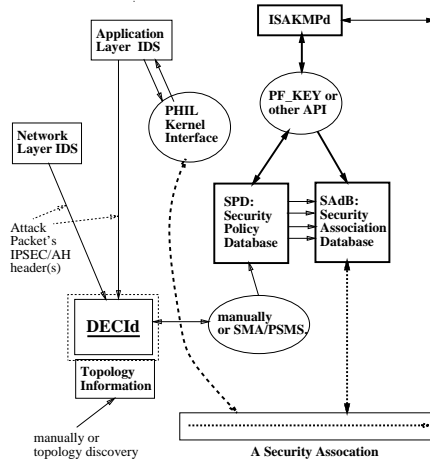 ISAKMPd
Application
Layer IDS
PF_KEY or
other API
PHIL
Kernel
Interface
Network
Layer IDS
SPD:
Security
Policy
Database
SAdB:
Security
Association
Database
Attack
Packet's
IPSEC/AH
header(s)
DECId
manually
or SMA/PSMS.
Topology
Information
manually or
topology discovery
A Security Assocation